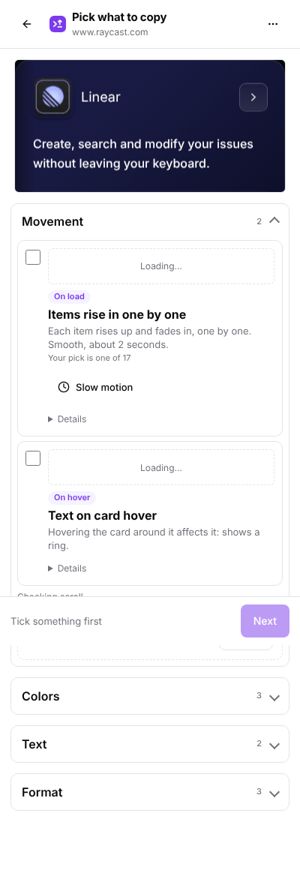 Pick what to copy
www.raycast.com
Linear
Create, search and modify your issues
without leaving your keyboard.
Movement
2
Loading...
On load
Items rise in one by one
Each item rises up and fades in, one by one.
Smooth, about 2 seconds.
Your pick is one of 17
Slow motion
Details
Loading...
On hover
Text on card hover
Hovering the card around it affects it: shows a
ring.
Details
Checking scroll
Tick something first
Next
Colors
3
Text
2
Format
3